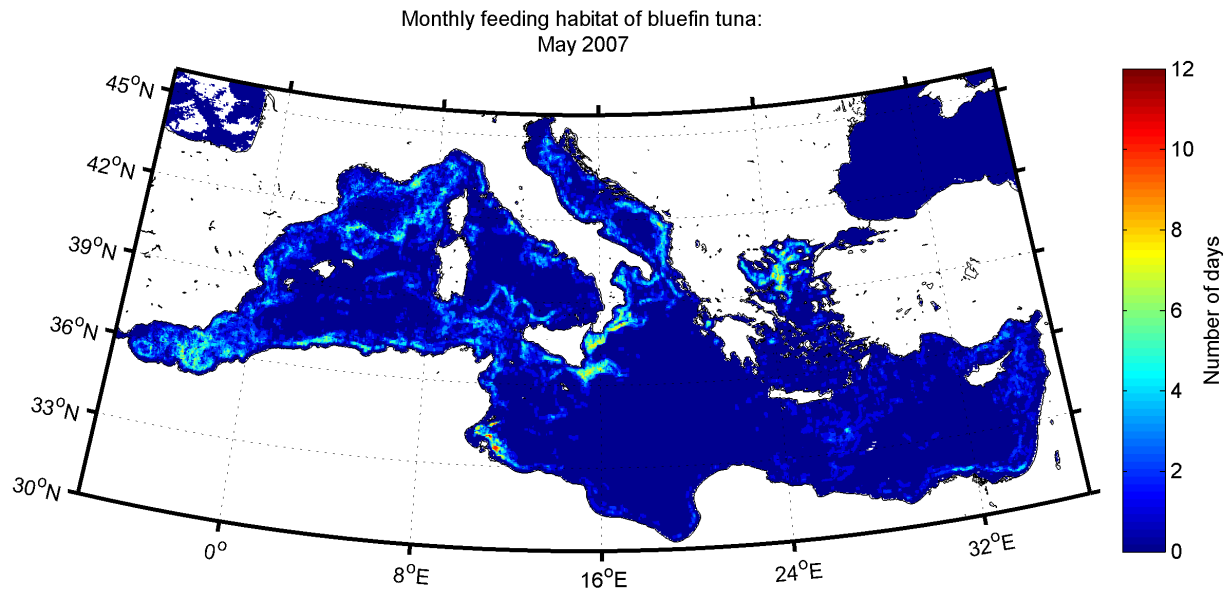 Monthly feeding habitat of bluefin tuna:
May 2007
45°N
42°N
39°N
36°N
33°N
30°N
0°
8°E
16°E
24°E
32°E
12
10
8
6
4
2
0
Number of days